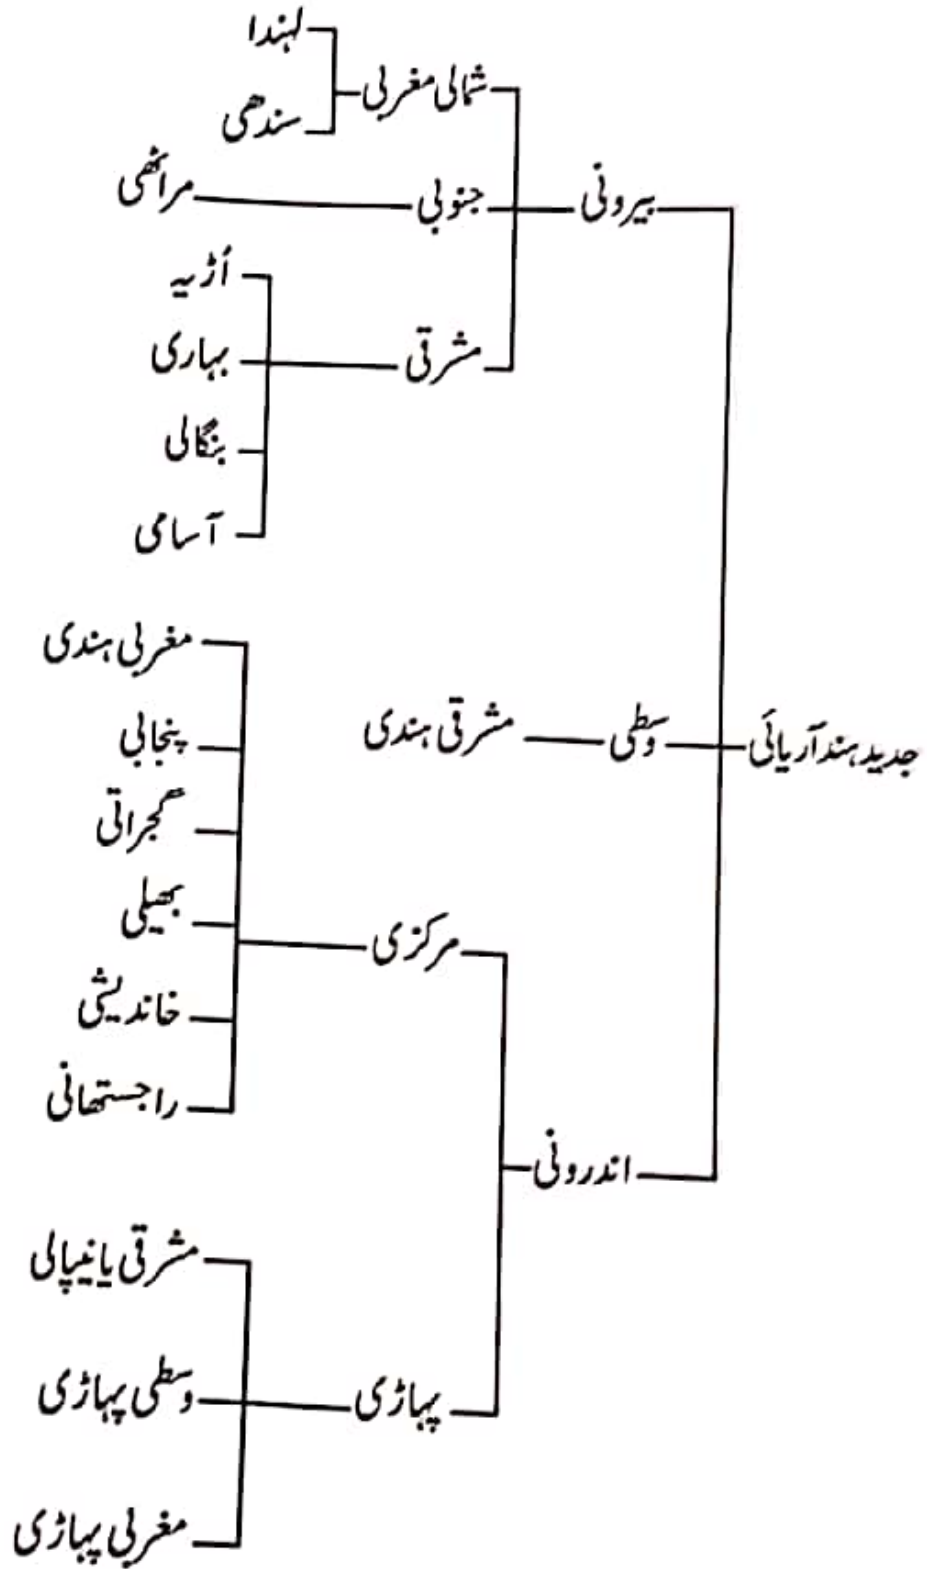 لہندا
شمالی مغربی
سندھی
مراٹھی
جنوبی
بیرونی
اُڑیہ
بہاری
مشرقی
بنگالی
آسامی
مغربی ہندی
پنجابی
جدید ہند آریائی
وسطی
مشرقی ہندی
گجراتی
بھیلی
مرکزی
خاندیشی
راجستھانی
اندرونی
مشرقی یا نیپالی
وسطی پہاڑی
پہاڑی
مغربی پہاڑی